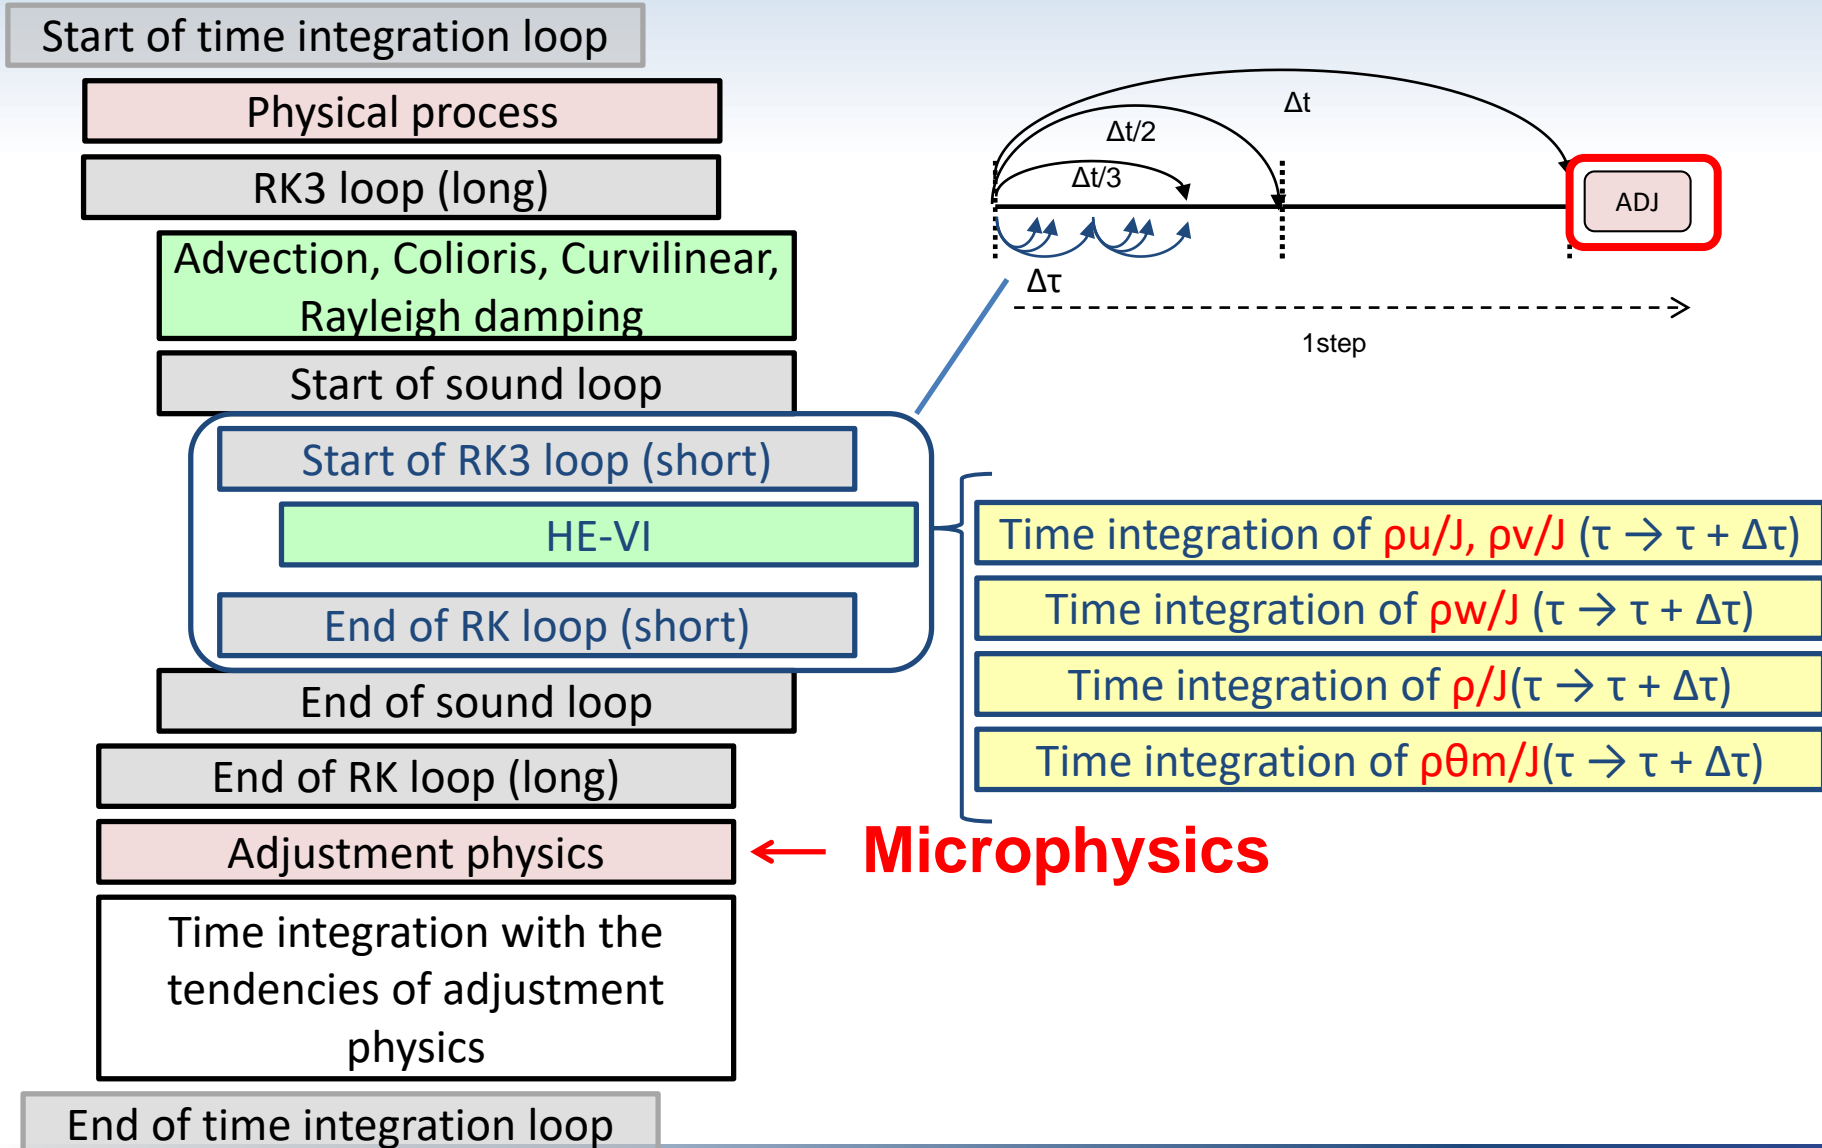 Start of time integration loop
Physical process
RK3 loop (long)
Advection, Colioris, Curvilinear,
Rayleigh damping
Start of sound loop
Start of RK3 loop (short)
HE-VI
End of RK loop (short)
End of sound loop
End of RK loop (long)
Adjustment physics
Time integration with the
tendencies of adjustment
physics
End of time integration loop
Δt
Δt/2
Δt/3
ADJ
Δτ
1step
Time integration of ρu/J, ρv/J (τ → τ + Δτ)
Time integration of ρw/J (τ → τ + Δτ)
Time integration of ρ/J(τ → τ + Δτ)
Time integration of ρθm/J(τ → τ + Δτ)
← Microphysics